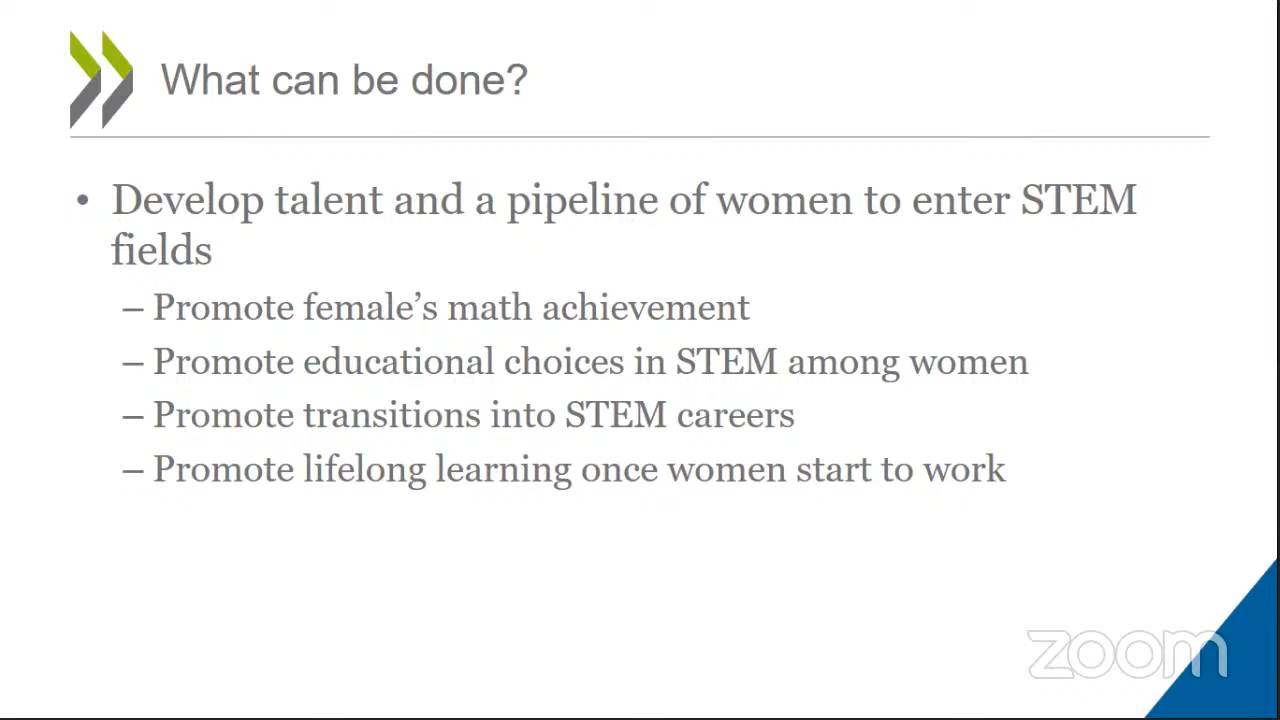 What can be done?
• Develop talent and a pipeline of women to enter STEM
fields
– Promote female’s math achievement
– Promote educational choices in STEM among women
– Promote transitions into STEM careers
– Promote lifelong learning once women start to work
zoom